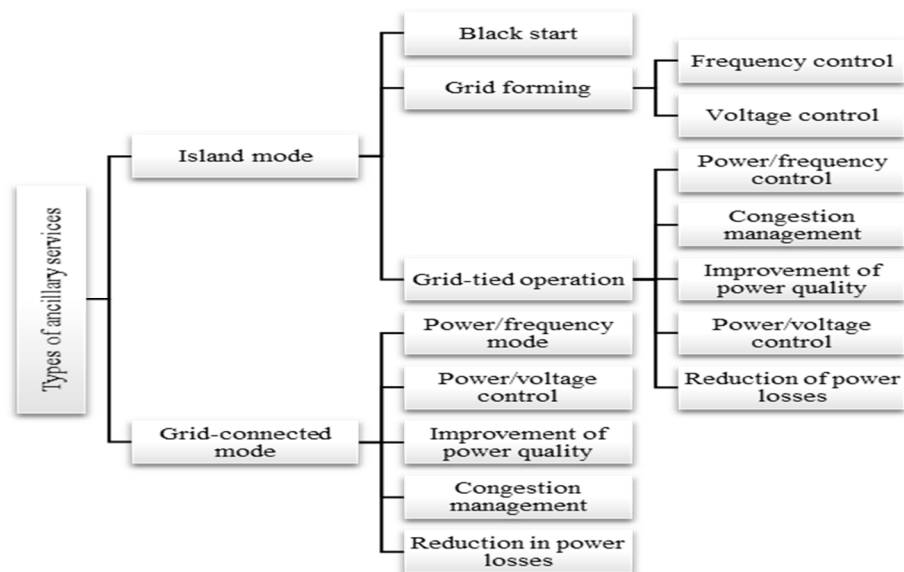 Types of ancillary services
Island mode
Black start
Grid forming
Frequency control
Voltage control
Grid-tied operation
Power/frequency
control
Congestion
management
Improvement of
power quality
Power/voltage
control
Reduction of power
losses
Grid-connected
mode
Power/frequency
mode
Power/voltage
control
Improvement of
power quality
Congestion
management
Reduction in power
losses